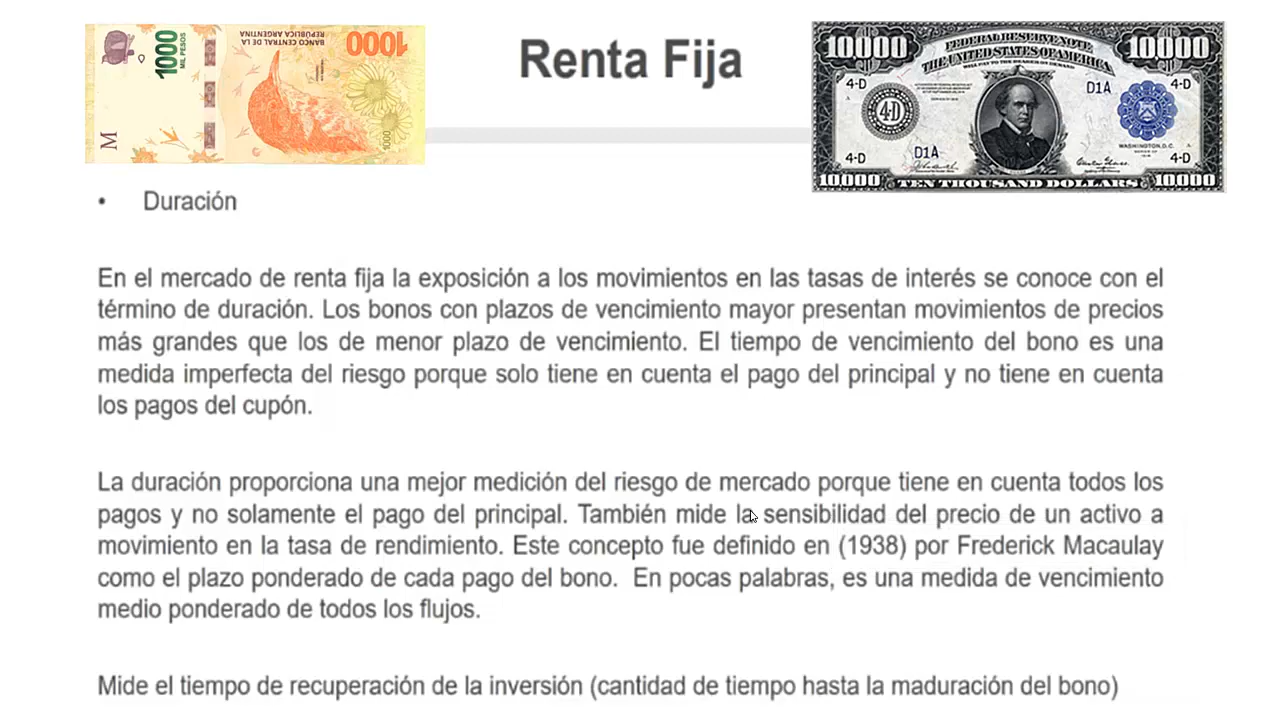 1000
MIL PESOS
BANCO CENTRAL DE LA
REPÚBLICA ARGENTINA
1000
M
1000
Renta Fija
10000
FEDERAL RESERVE NOTE
10000
THE UNITED STATES OF AMERICA
4-D
D1A
4-D
4-D
D1A
WASHINGTON, D.C.
4-D
4-D
10000 TEN THOUSAND DOLLARS 10000
• Duración
En el mercado de renta fija la exposición a los movimientos en las tasas de interés se conoce con el
término de duración. Los bonos con plazos de vencimiento mayor presentan movimientos de precios
más grandes que los de menor plazo de vencimiento. El tiempo de vencimiento del bono es una
medida imperfecta del riesgo porque solo tiene en cuenta el pago del principal y no tiene en cuenta
los pagos del cupón.
La duración proporciona una mejor medición del riesgo de mercado porque tiene en cuenta todos los
pagos y no solamente el pago del principal. También mide la sensibilidad del precio de un activo a
movimiento en la tasa de rendimiento. Este concepto fue definido en (1938) por Frederick Macaulay
como el plazo ponderado de cada pago del bono. En pocas palabras, es una medida de vencimiento
medio ponderado de todos los flujos.
Mide el tiempo de recuperación de la inversión (cantidad de tiempo hasta la maduración del bono)